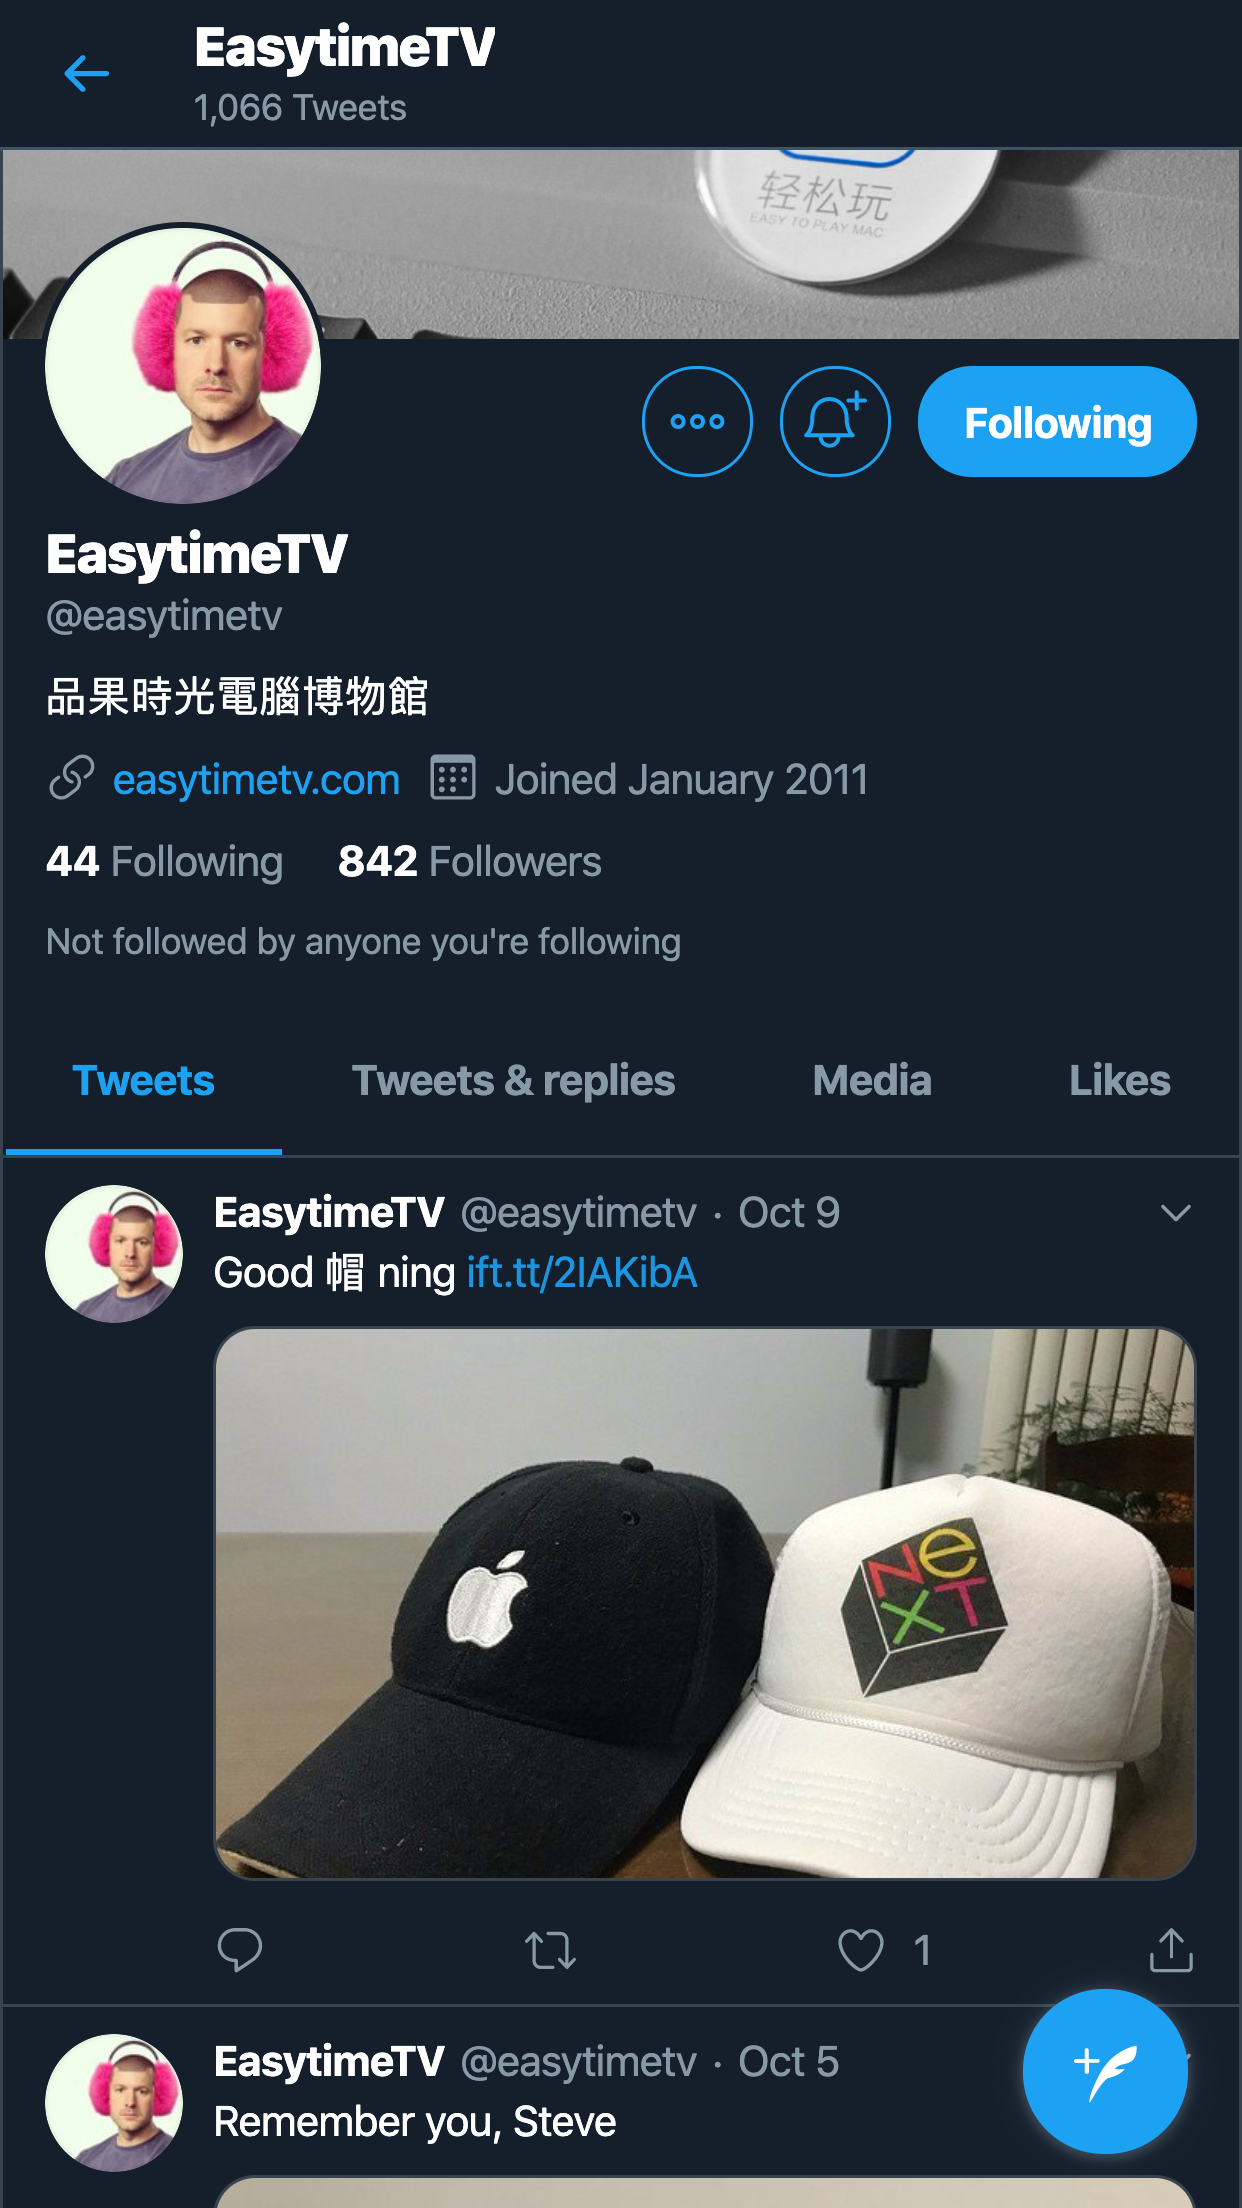 EasytimeTV
1,066 Tweets
轻松玩
EASY TO PLAY MAC
Following
EasytimeTV
@easytimetv
品果時光電腦博物館
easytimetv.com Joined January 2011
44 Following 842 Followers
Not followed by anyone you're following
Tweets Tweets & replies Media Likes
EasytimeTV @easytimetv · Oct 9
Good 帽 ning ift.tt/2IAKibA
NeXT
1
EasytimeTV @easytimetv · Oct 5
Remember you, Steve